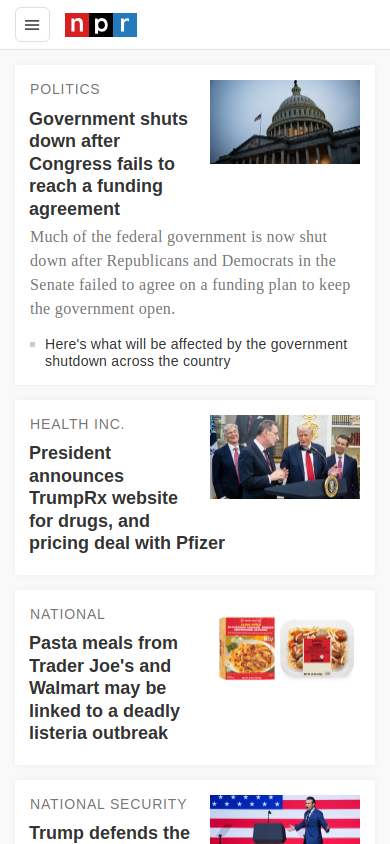 npr
POLITICS
Government shuts
down after
Congress fails to
reach a funding
agreement
Much of the federal government is now shut
down after Republicans and Democrats in the
Senate failed to agree on a funding plan to keep
the government open.
Here's what will be affected by the government
shutdown across the country
HEALTH INC.
President
announces
TrumpRx website
for drugs, and
pricing deal with Pfizer
NATIONAL
Pasta meals from
Trader Joe's and
Walmart may be
linked to a deadly
listeria outbreak
NATIONAL SECURITY
Trump defends the